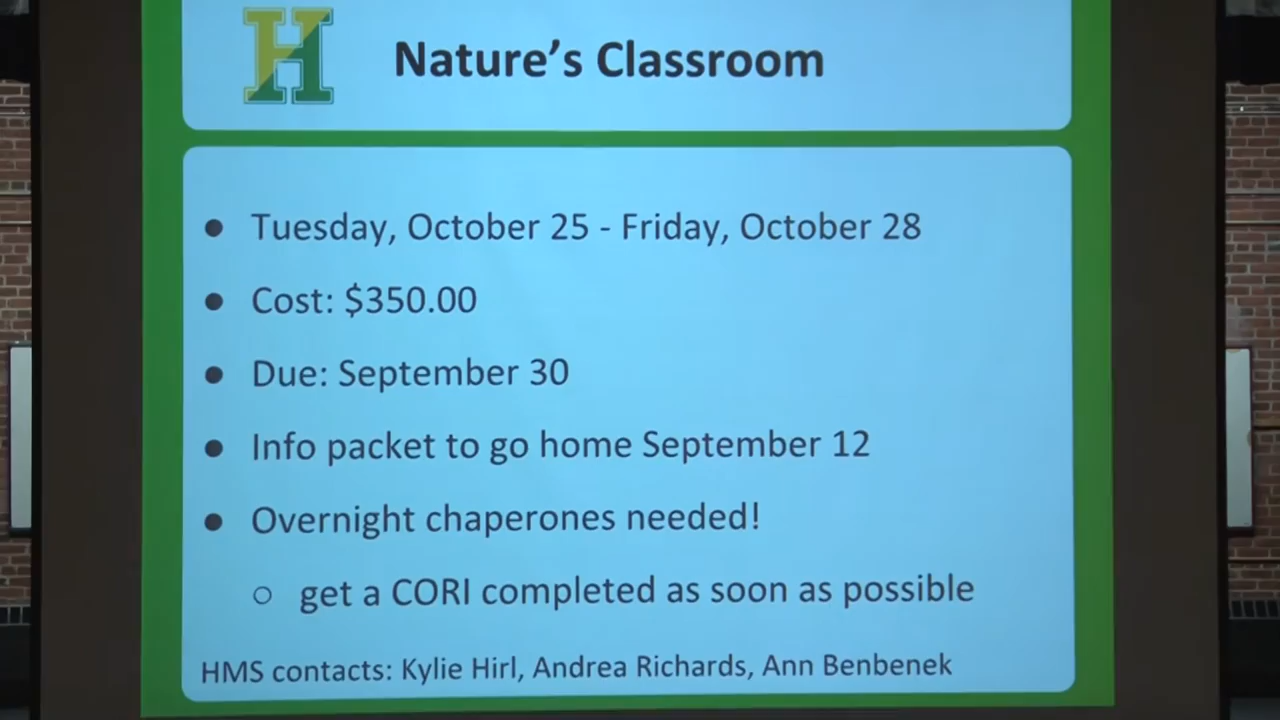 H
Nature's Classroom
● Tuesday, October 25 - Friday, October 28
● Cost: $350.00
● Due: September 30
● Info packet to go home September 12
● Overnight chaperones needed!
○ get a CORI completed as soon as possible
HMS contacts: Kylie Hirl, Andrea Richards, Ann Benbenek